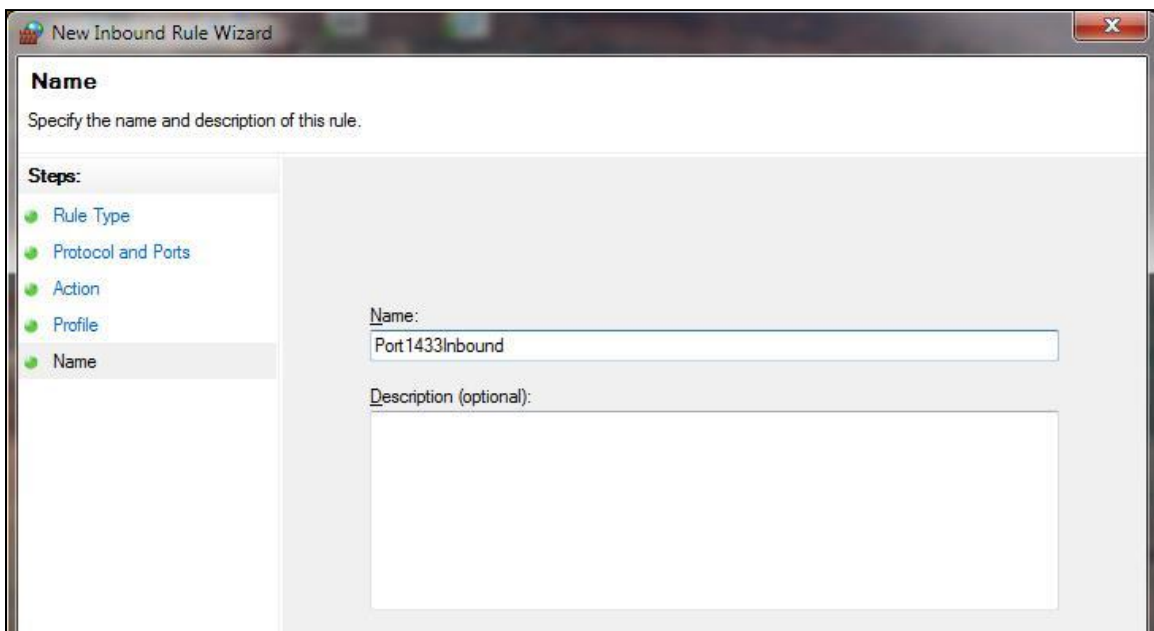 New Inbound Rule Wizard
Name
Specify the name and description of this rule.
Steps:
Rule Type
Protocol and Ports
Action
Profile
Name
Name:
Port1433Inbound
Description (optional):